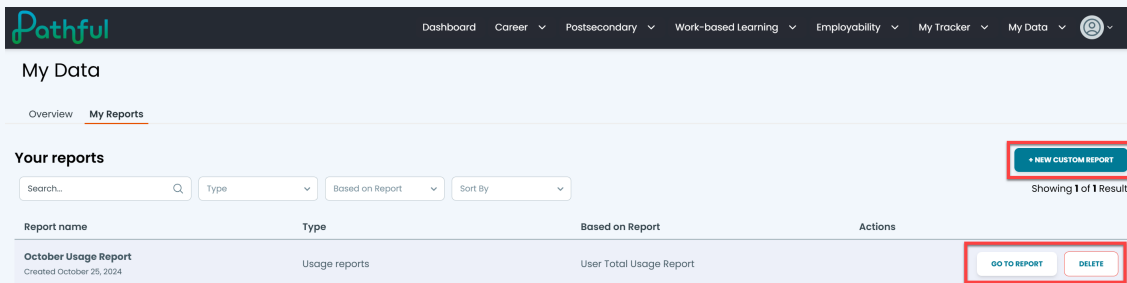 Pathful
Dashboard Career Postsecondary Work-based Learning Employability My Tracker My Data
My Data
Overview My Reports
Your reports
+ NEW CUSTOM REPORT
Search... Type Based on Report Sort By
Showing 1 of 1 Result
Report name Type Based on Report Actions
October Usage Report
Created October 25, 2024
Usage reports User Total Usage Report
GO TO REPORT DELETE